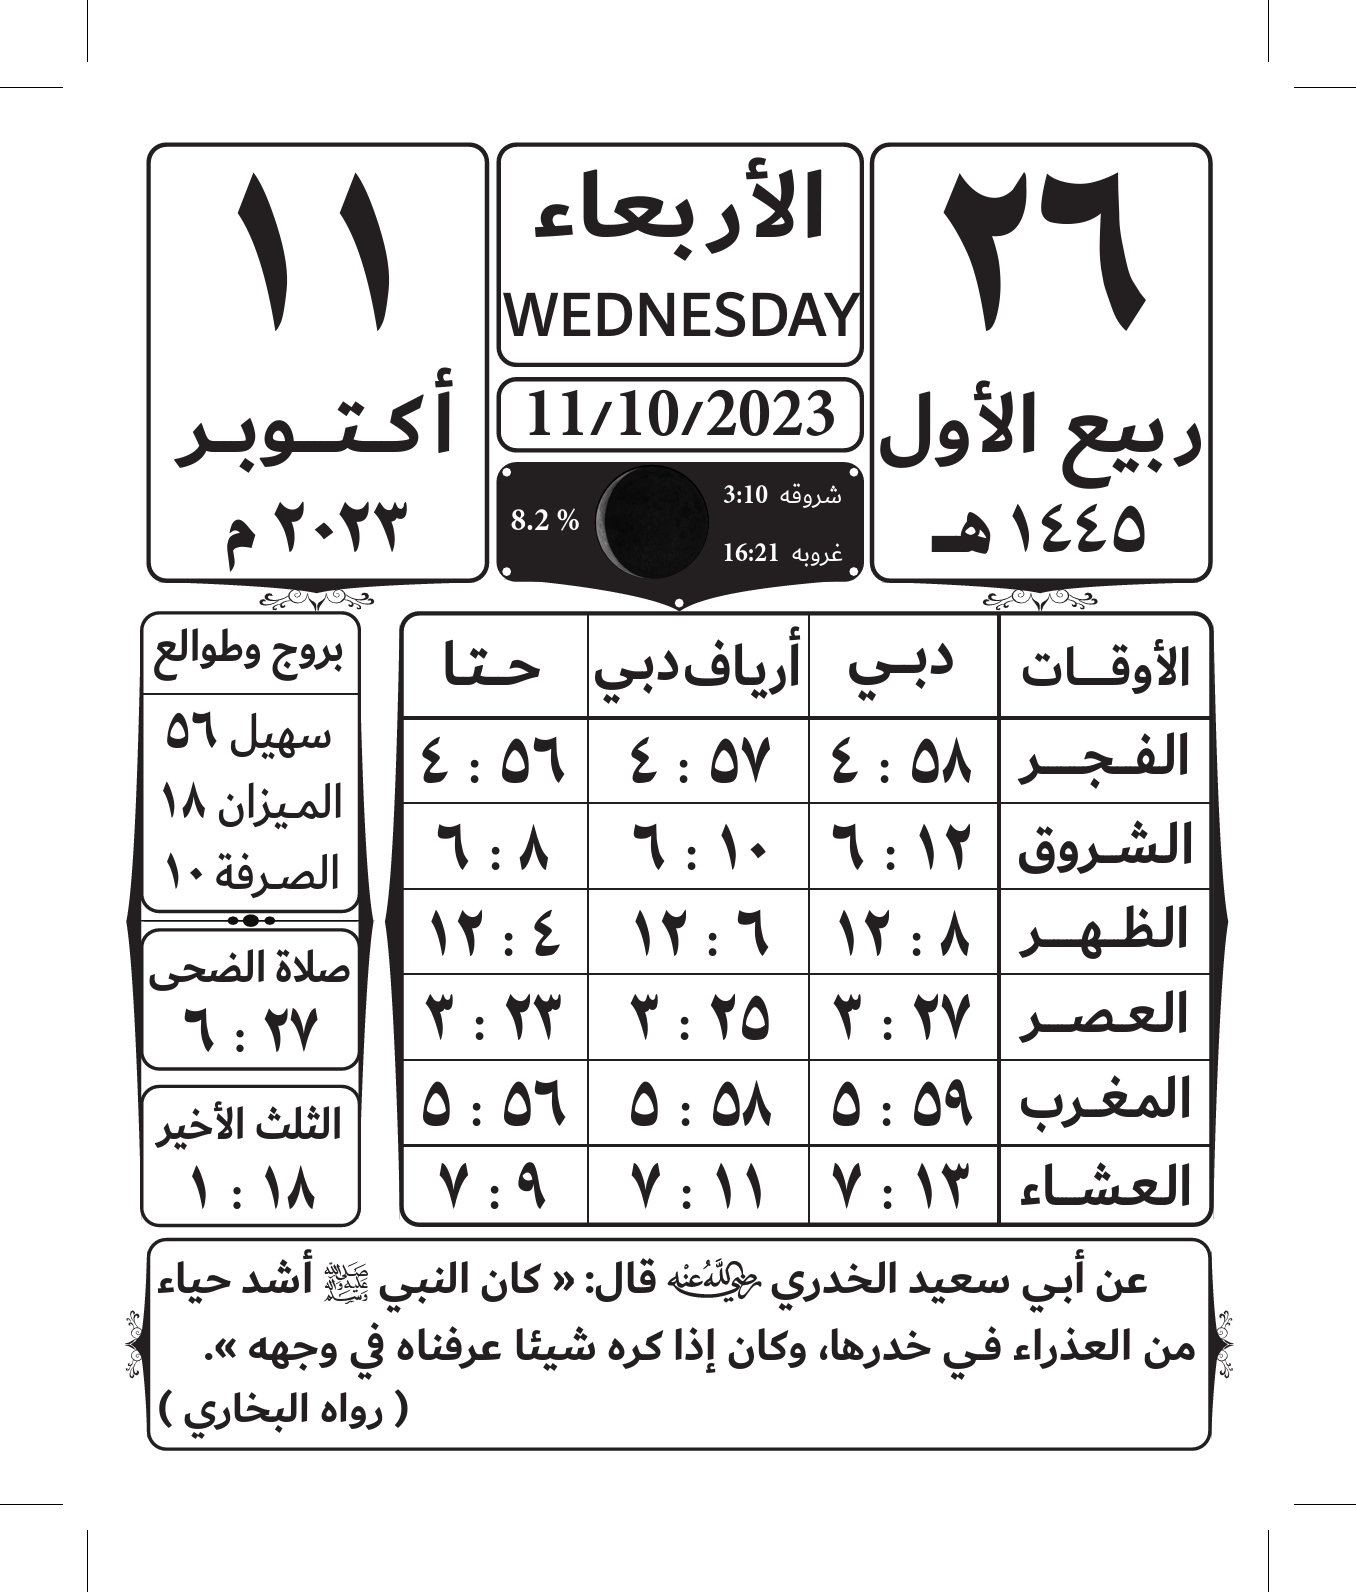 ٢٦
ربيع الأول
١٤٤٥ هـ
الأربعاء
WEDNESDAY
11/10/2023
شروقه 3:10
غروبه 16:21
8.2 %
١١
أكتوبر
٢٠٢٣ م
الأوقات دبي أرياف دبي حتا
الفجر ٤ : ٥٨ ٤ : ٥٧ ٤ : ٥٦
الشروق ٦ : ١٢ ٦ : ١٠ ٦ : ٨
الظهر ١٢ : ٨ ١٢ : ٦ ١٢ : ٤
العصر ٣ : ٢٧ ٣ : ٢٥ ٣ : ٢٣
المغرب ٥ : ٥٩ ٥ : ٥٨ ٥ : ٥٦
العشاء ٧ : ١٣ ٧ : ١١ ٧ : ٩
بروج وطوالع
سهيل ٥٦
الميزان ١٨
الصرفة ١٠
صلاة الضحى
٦ : ٢٧
الثلث الأخير
١ : ١٨
عن أبي سعيد الخدري رضي الله عنه قال: « كان النبي ﷺ أشد حياء
من العذراء في خدرها، وكان إذا كره شيئا عرفناه في وجهه ».
( رواه البخاري )